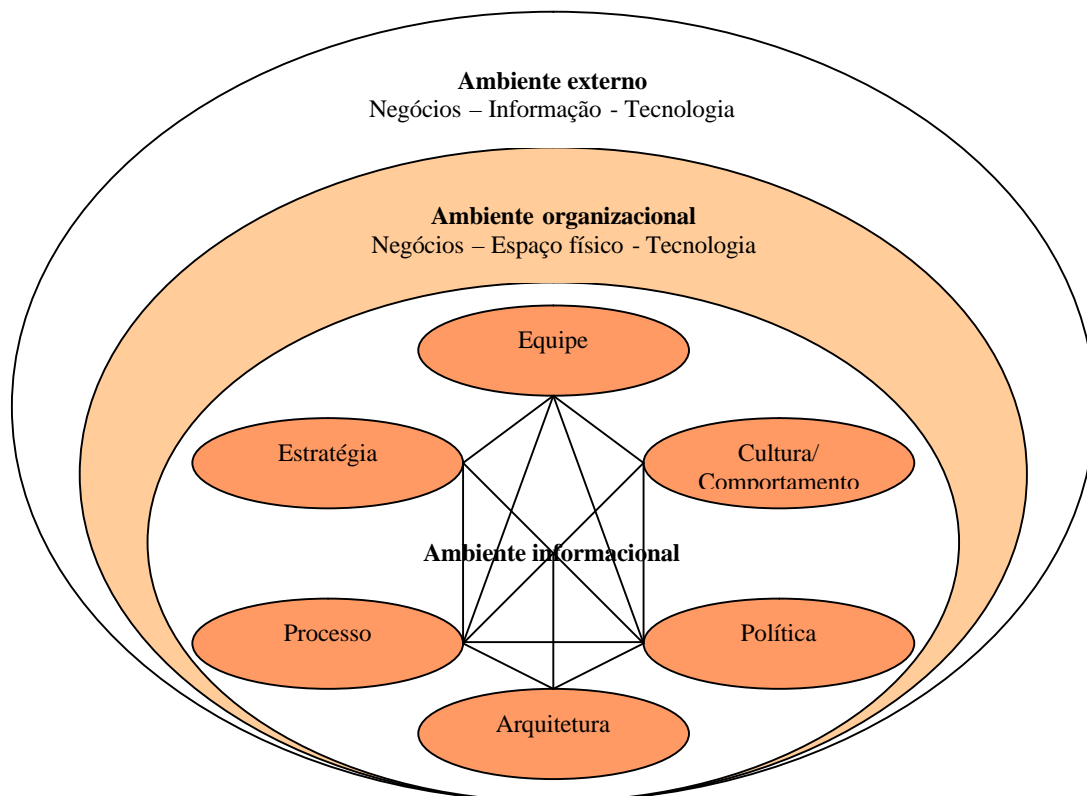 Ambiente externo
Negócios – Informação - Tecnologia
Ambiente organizacional
Negócios – Espaço físico - Tecnologia
Equipe
Estratégia
Cultura/
Comportamento
Ambiente informacional
Processo
Política
Arquitetura